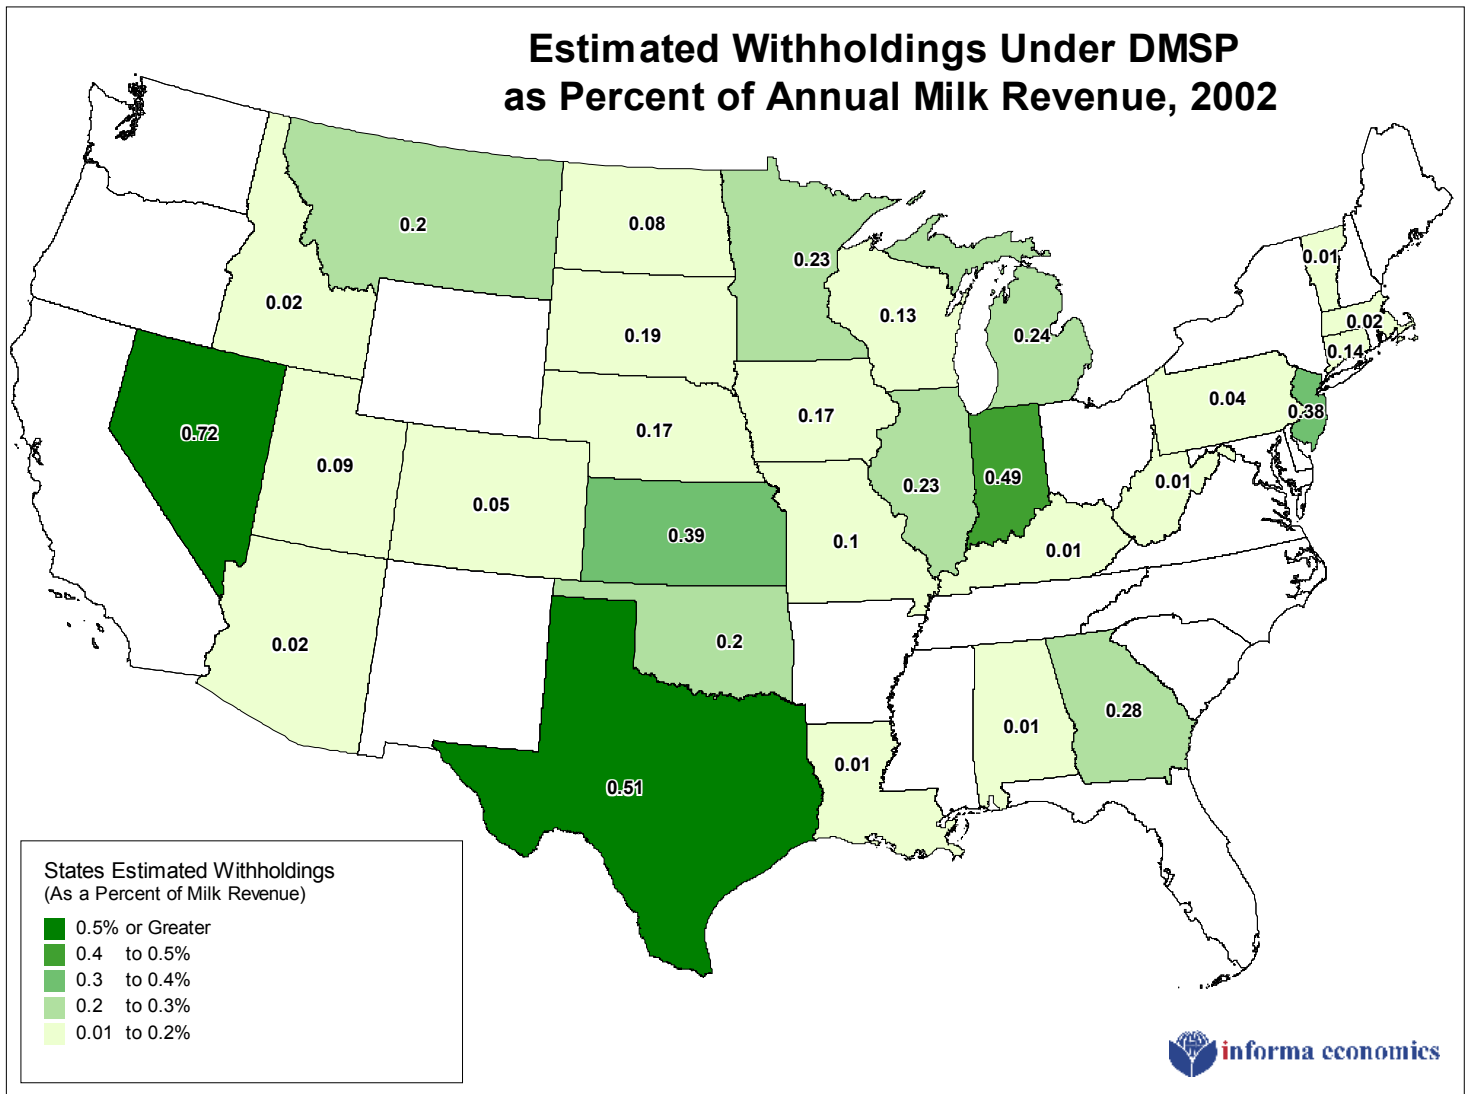 Estimated Withholdings Under DMSP
as Percent of Annual Milk Revenue, 2002
0.2
0.08
0.23
0.01
0.02
0.19
0.13
0.24
0.02
0.14
0.72
0.09
0.17
0.17
0.04
0.38
0.05
0.39
0.1
0.23
0.49
0.01
0.01
0.02
0.2
0.51
0.01
0.01
0.28
States Estimated Withholdings
(As a Percent of Milk Revenue)
0.5% or Greater
0.4 to 0.5%
0.3 to 0.4%
0.2 to 0.3%
0.01 to 0.2%
informa economics